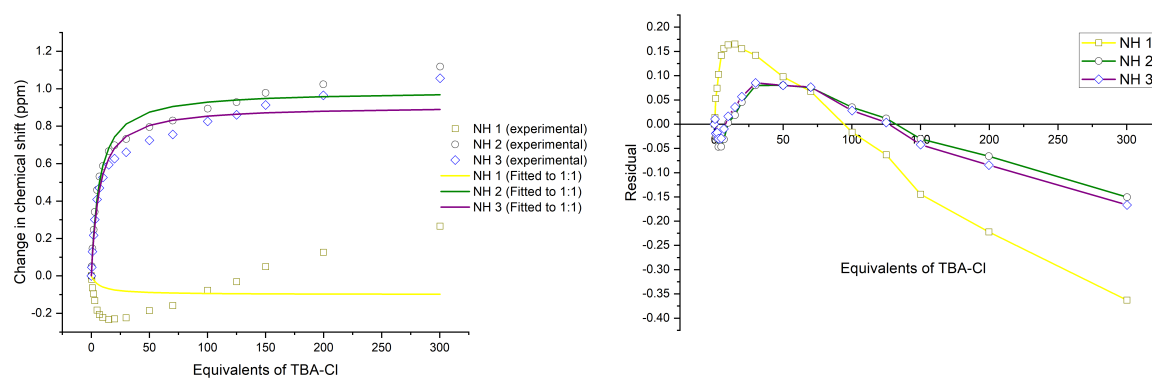 Change in chemical shift (ppm)
1.2
1.0
0.8
0.6
0.4
0.2
0.0
-0.2
0
50
100
150
200
250
300
Equivalents of TBA-Cl
NH 1 (experimental)
NH 2 (experimental)
NH 3 (experimental)
NH 1 (Fitted to 1:1)
NH 2 (Fitted to 1:1)
NH 3 (Fitted to 1:1)
Residual
0.20
0.15
0.10
0.05
0.00
-0.05
-0.10
-0.15
-0.20
-0.25
-0.30
-0.35
-0.40
0
50
100
150
200
250
300
Equivalents of TBA-Cl
NH 1
NH 2
NH 3